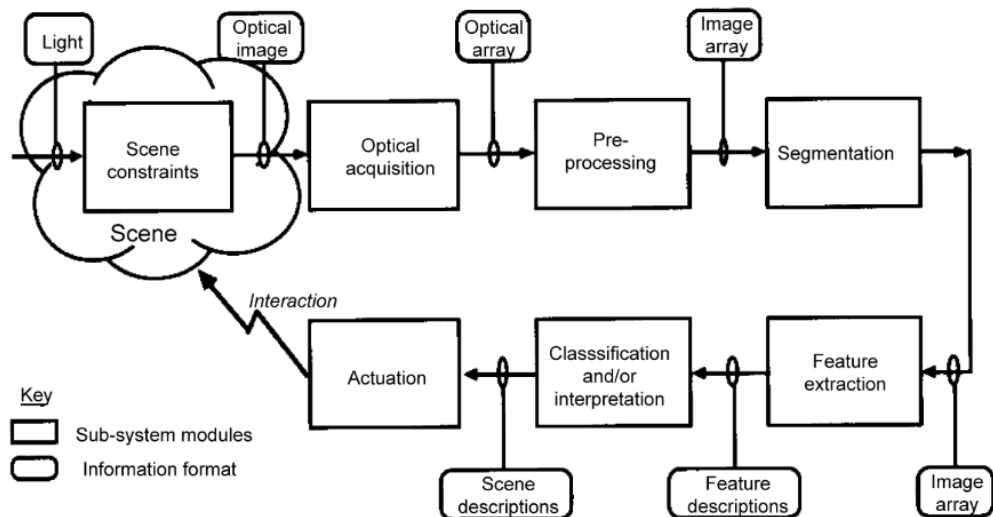 Light
Optical
image
Optical
array
Image
array
Scene
constraints
Optical
acquisition
Pre-
processing
Segmentation
Scene
Interaction
Actuation
Classsification
and/or
interpretation
Feature
extraction
Key
Sub-system modules
Information format
Scene
descriptions
Feature
descriptions
Image
array